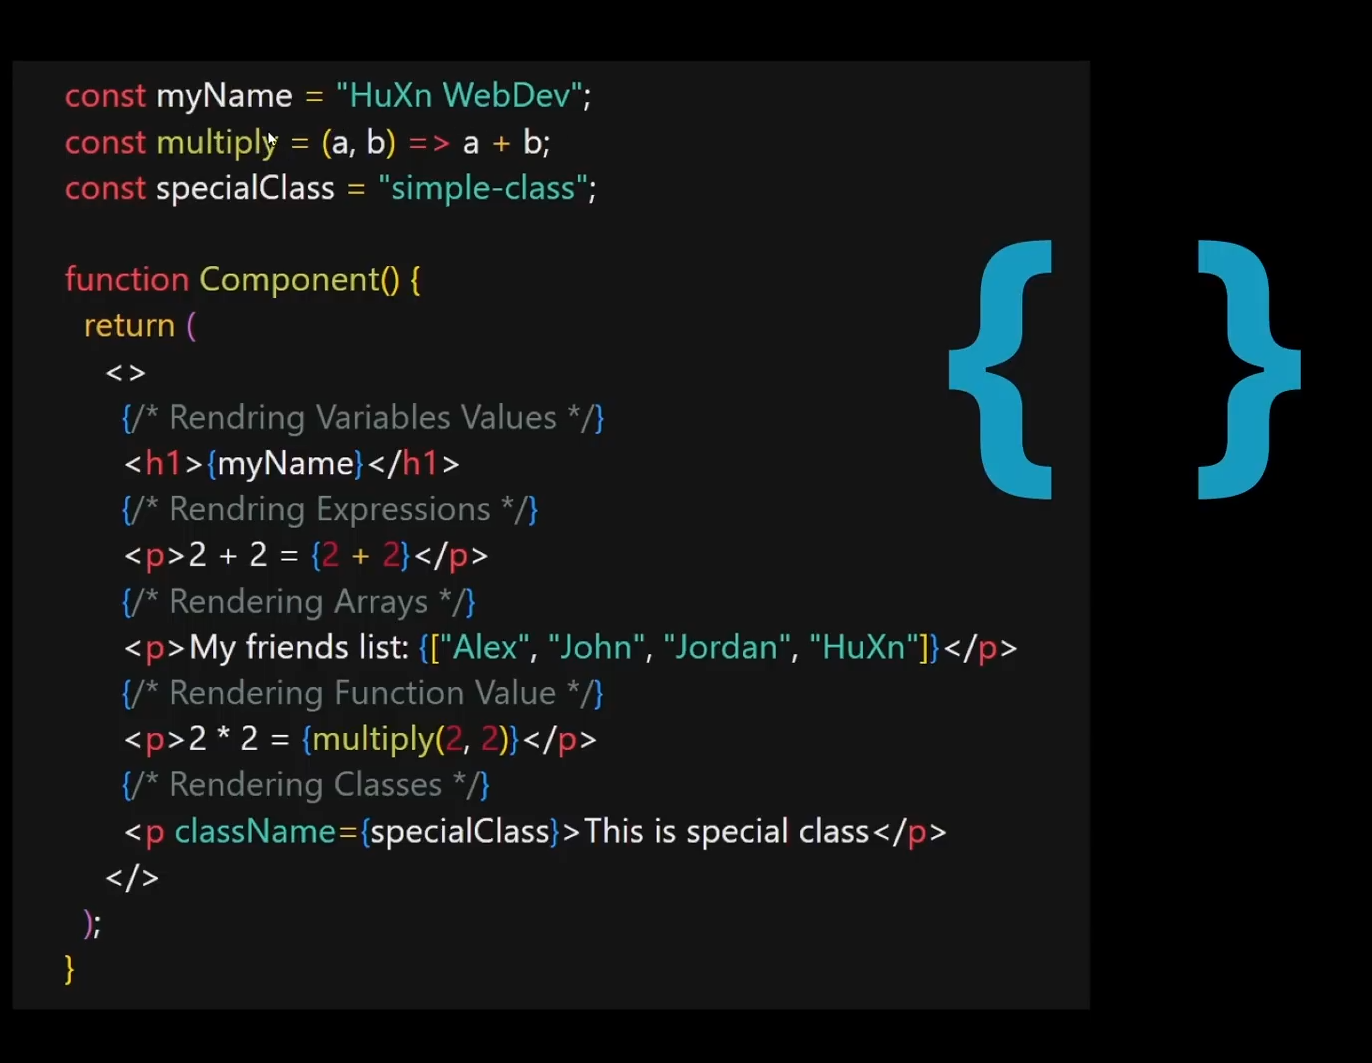 const myName = "HuXn WebDev";
const multiply = (a, b) => a + b;
const specialClass = "simple-class";
function Component() {
return (
<>
{/* Rendring Variables Values */}
<h1>{myName}</h1>
{/* Rendring Expressions */}
<p>2 + 2 = {2 + 2}</p>
{/* Rendering Arrays */}
<p>My friends list: {["Alex", "John", "Jordan", "HuXn"]}</p>
{/* Rendering Function Value */}
<p>2 * 2 = {multiply(2, 2)}</p>
{/* Rendering Classes */}
<p className={specialClass}>This is special class</p>
</>
);
}
{ }